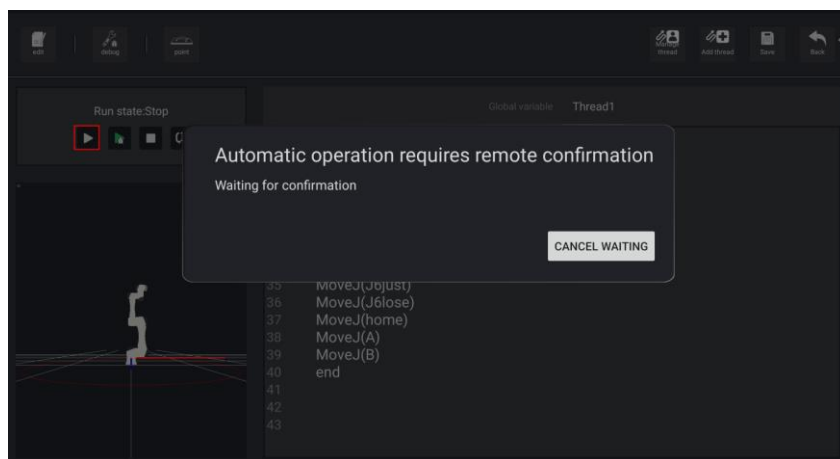 edit
debug
point
Manage
thread
Add thread
Save
Back
Run state:Stop
Global variable
Thread1
Automatic operation requires remote confirmation
Waiting for confirmation
CANCEL WAITING
35 MoveJ(J6just)
36 MoveJ(J6lose)
37 MoveJ(home)
38 MoveJ(A)
39 MoveJ(B)
40 end
41
42
43